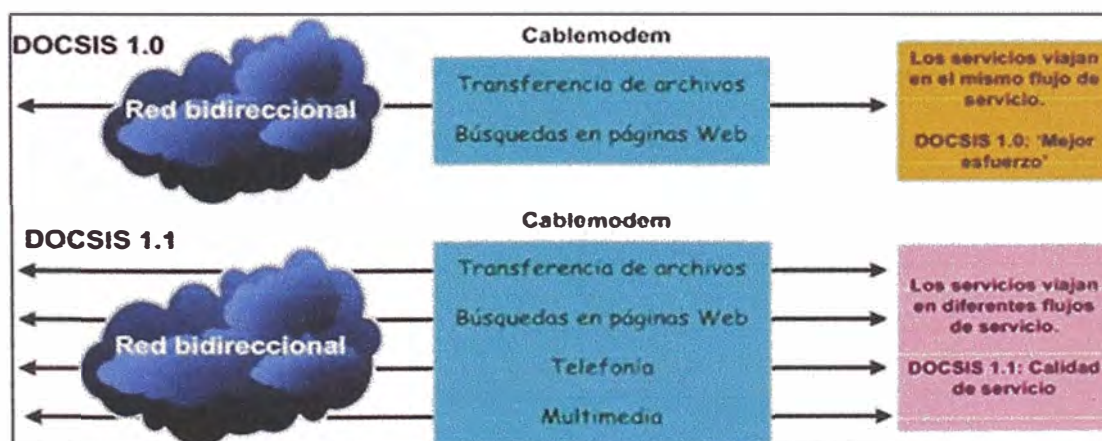 DOCSIS 1.0
Red bidireccional
Cablemodem
Transferencia de archivos
Búsquedas en páginas Web
Los servicios viajan
en el mismo flujo de
servicio.
DOCSIS 1.0: "Mejor
esfuerzo"
DOCSIS 1.1
Red bidireccional
Cablemodem
Transferencia de archivos
Búsquedas en páginas Web
Telefonía
Multimedia
Los servicios viajan
en diferentes flujos
de servicio.
DOCSIS 1.1: Calidad
de servicio